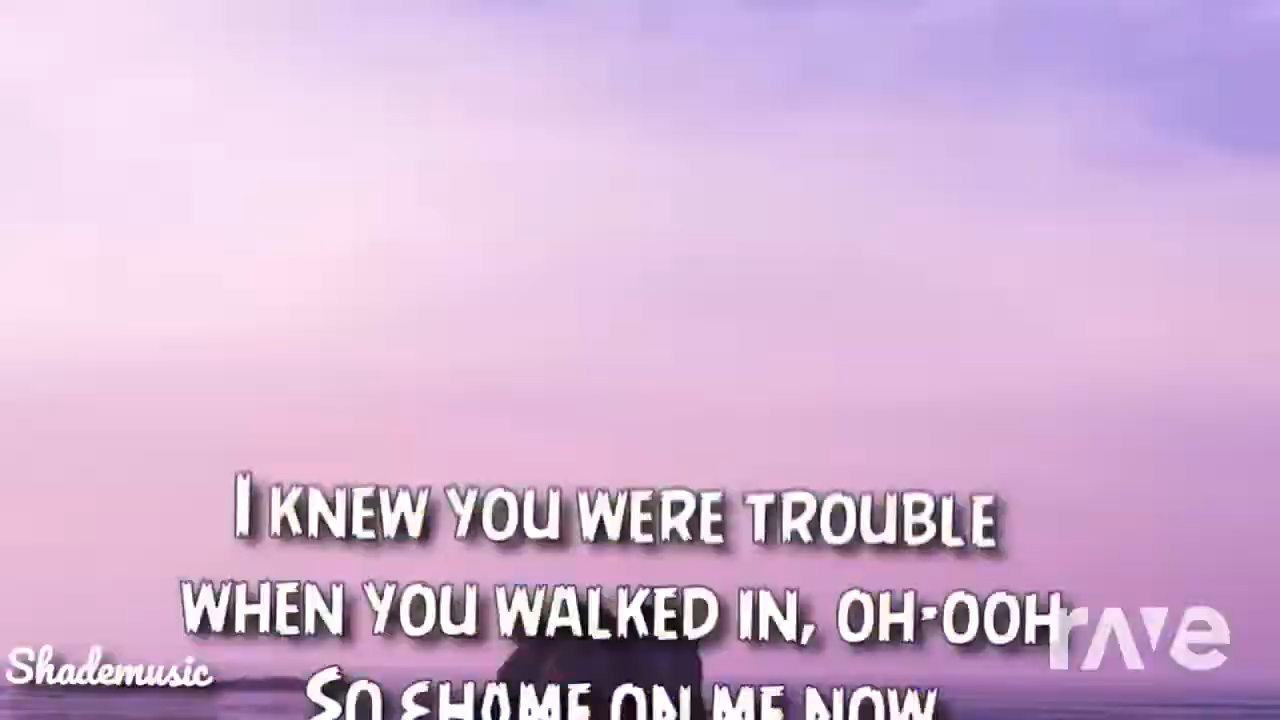 I KNEW YOU WERE TROUBLE
WHEN YOU WALKED IN, OH-OOH
SO SHAME ON ME NOW
Shademusic
rave